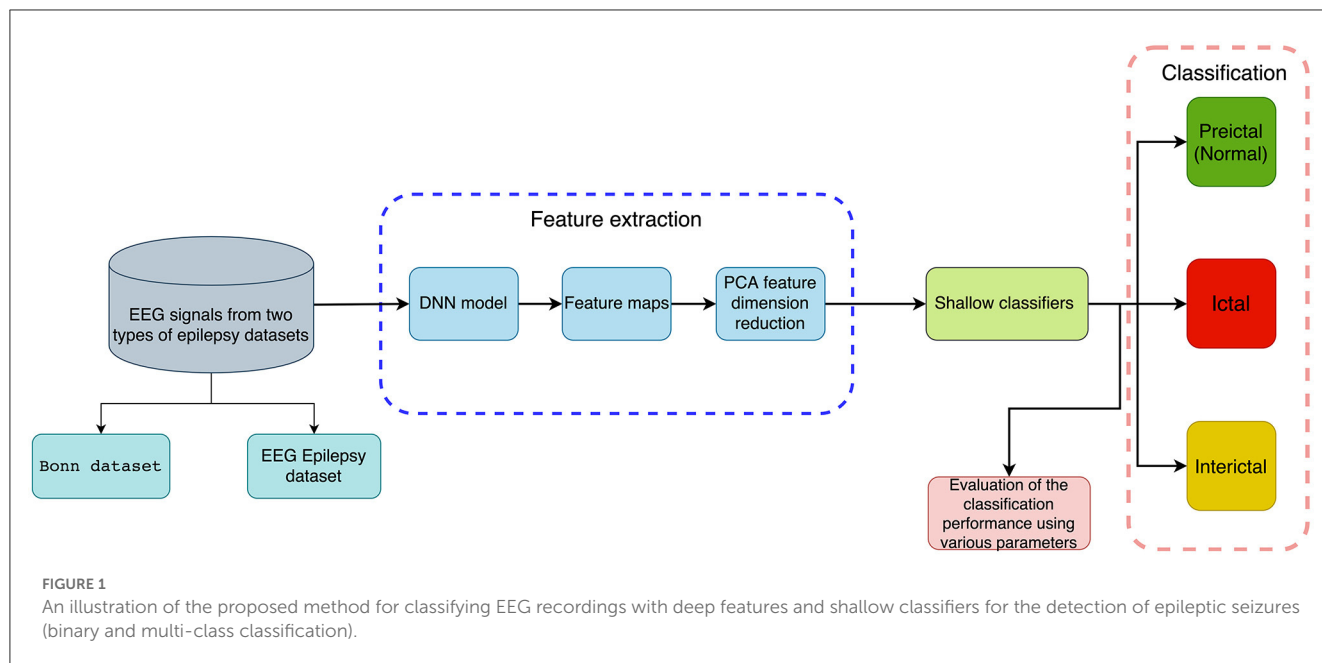 Classification
Preictal
(Normal)
Feature extraction
EEG signals from two
types of epilepsy datasets
DNN model
Feature maps
PCA feature
dimension
reduction
Shallow classifiers
Ictal
Bonn dataset
EEG Epilepsy
dataset
Evaluation of the
classification
performance using
various parameters
Interictal
FIGURE 1
An illustration of the proposed method for classifying EEG recordings with deep features and shallow classifiers for the detection of epileptic seizures
(binary and multi-class classification).